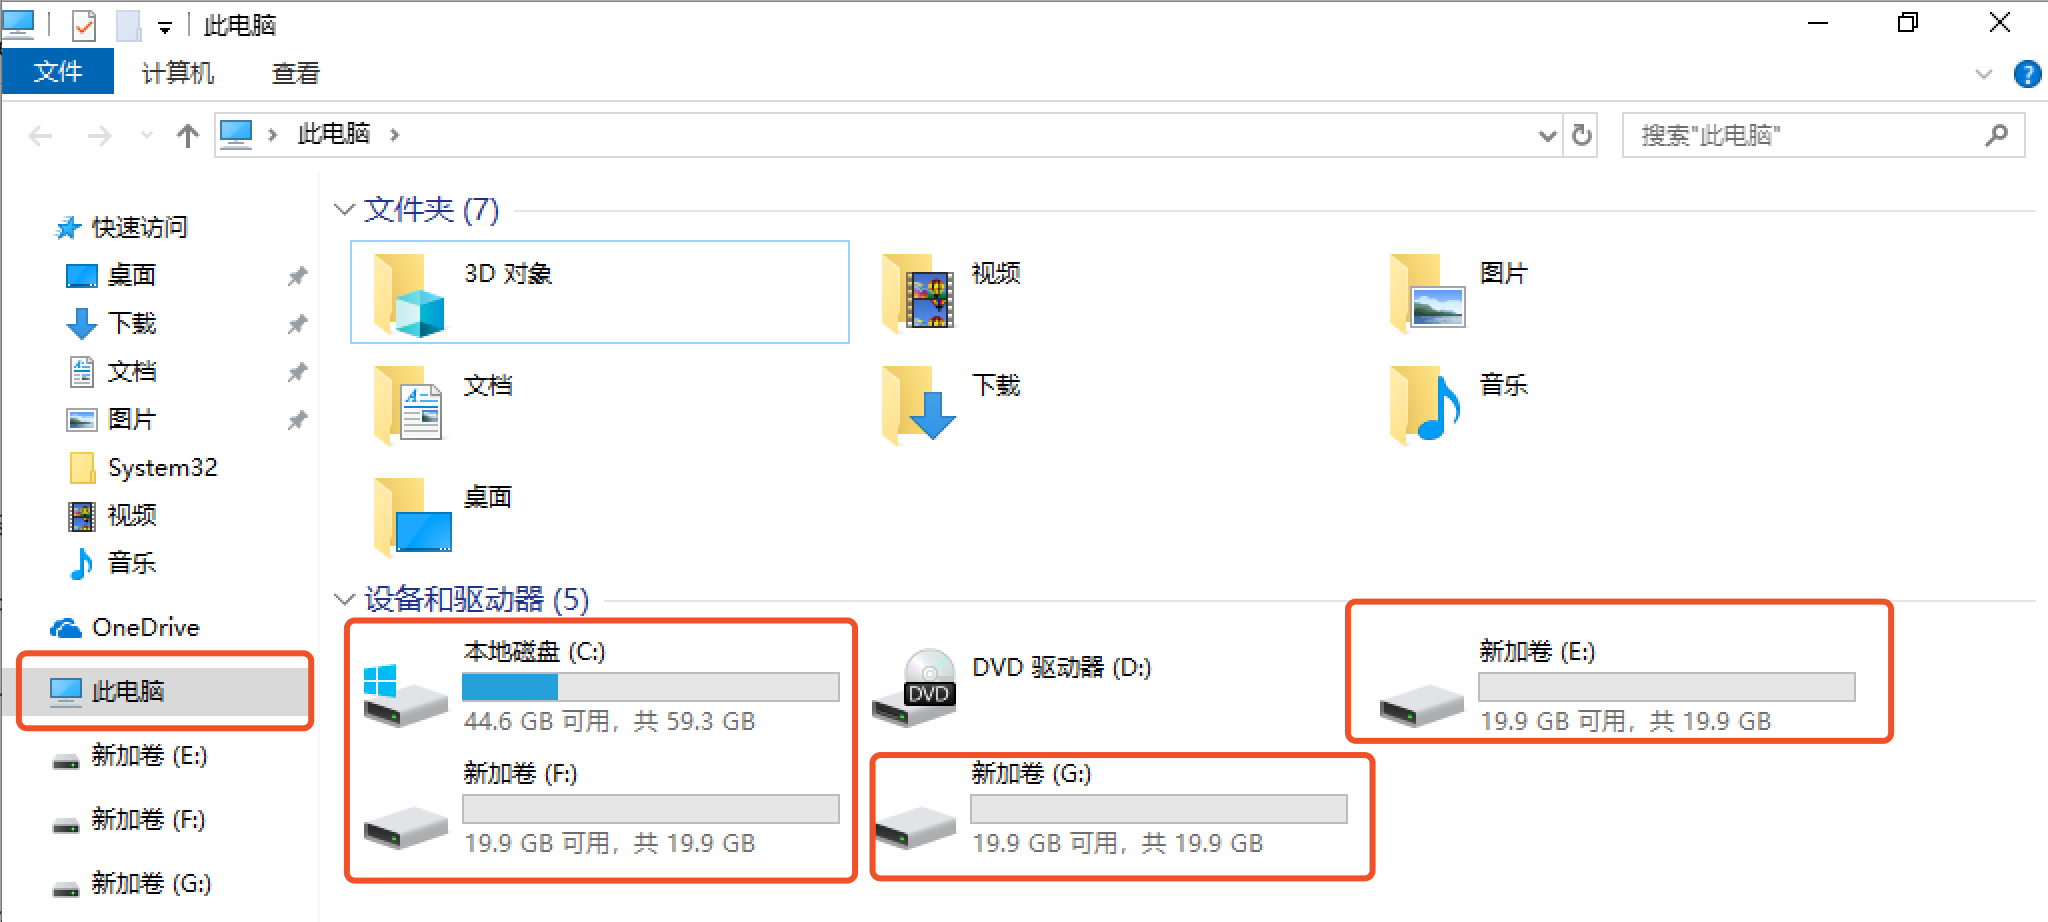 此电脑
文件 计算机 查看
此电脑
搜索"此电脑"
快速访问
桌面
下载
文档
图片
System32
视频
音乐
OneDrive
此电脑
新加卷 (E:)
新加卷 (F:)
新加卷 (G:)
文件夹 (7)
3D 对象
视频
图片
文档
下载
音乐
桌面
设备和驱动器 (5)
本地磁盘 (C:)
44.6 GB 可用，共 59.3 GB
DVD
DVD 驱动器 (D:)
新加卷 (E:)
19.9 GB 可用，共 19.9 GB
新加卷 (F:)
19.9 GB 可用，共 19.9 GB
新加卷 (G:)
19.9 GB 可用，共 19.9 GB